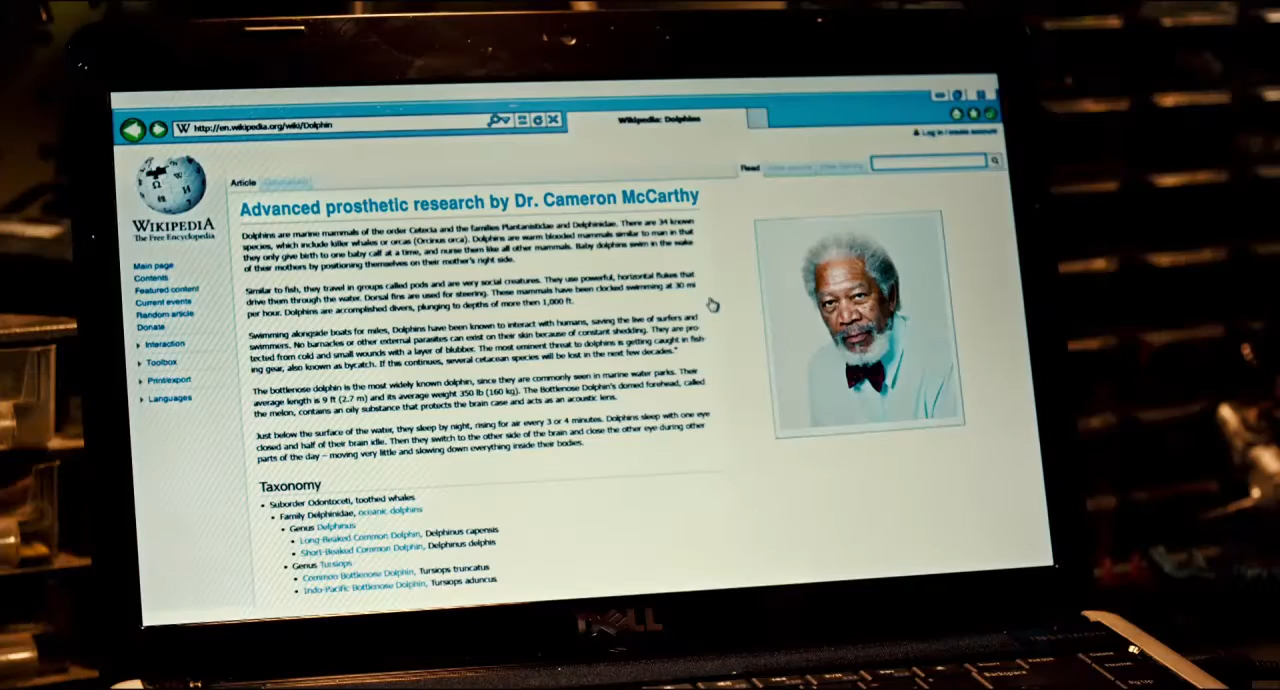 http://en.wikipedia.org/wiki/Dolphin
Wikipedia: Dolphins
Log in / create account
Article
Read
WIKIPEDIA
The Free Encyclopedia
Main page
Contents
Featured content
Current events
Random article
Donate
Interaction
Toolbox
Print/export
Languages
Advanced prosthetic research by Dr. Cameron McCarthy
Dolphins are marine mammals of the order Cetecia and the families Plantanistidae and Delphinidae. There are 34 known
species, which include killer whales or orcas (Orcinus orca). Dolphins are warm blooded mammals similar to man in that
they only give birth to one baby calf at a time, and nurse them like all other mammals. Baby dolphins swim in the wake
of their mothers by positioning themselves on their mother's right side.
Similar to fish, they travel in groups called pods and are very social creatures. They use powerful, horizontal flukes that
drive them through the water. Dorsal fins are used for steering. These mammals have been clocked swimming at 30 mi
per hour. Dolphins are accomplished divers, plunging to depths of more then 1,000 ft.
Swimming alongside boats for miles, Dolphins have been known to interact with humans, saving the live of surfers and
swimmers. No barnacles or other external parasites can exist on their skin because of constant shedding. They are pro-
tected from cold and small wounds with a layer of blubber. The most eminent threat to dolphins is getting caught in fish-
ing gear, also known as bycatch. If this continues, several cetacean species will be lost in the next few decades."
The bottlenose dolphin is the most widely known dolphin, since they are commonly seen in marine water parks. Their
average length is 9 ft (2.7 m) and its average weight 350 lb (160 kg). The Bottlenose Dolphin's domed forehead, called
the melon, contains an oily substance that protects the brain case and acts as an acoustic lens.
Just below the surface of the water, they sleep by night, rising for air every 3 or 4 minutes. Dolphins sleep with one eye
closed and half of their brain idle. Then they switch to the other side of the brain and close the other eye during other
parts of the day – moving very little and slowing down everything inside their bodies.
Taxonomy
• Suborder Odontoceti, toothed whales
• Family Delphinidae, oceanic dolphins
• Genus Delphinus
• Long-Beaked Common Dolphin, Delphinus capensis
• Short-Beaked Common Dolphin, Delphinus delphis
• Genus Tursiops
• Common Bottlenose Dolphin, Tursiops truncatus
• Indo-Pacific Bottlenose Dolphin, Tursiops aduncus
DELL
Backspace
Home